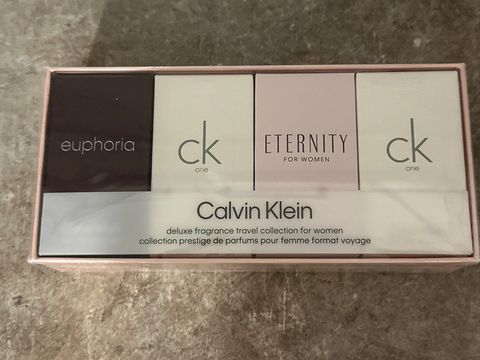 euphoria
ck
one
ETERNITY
FOR WOMEN
ck
one
Calvin Klein
deluxe fragrance travel collection for women
collection prestige de parfums pour femme format voyage